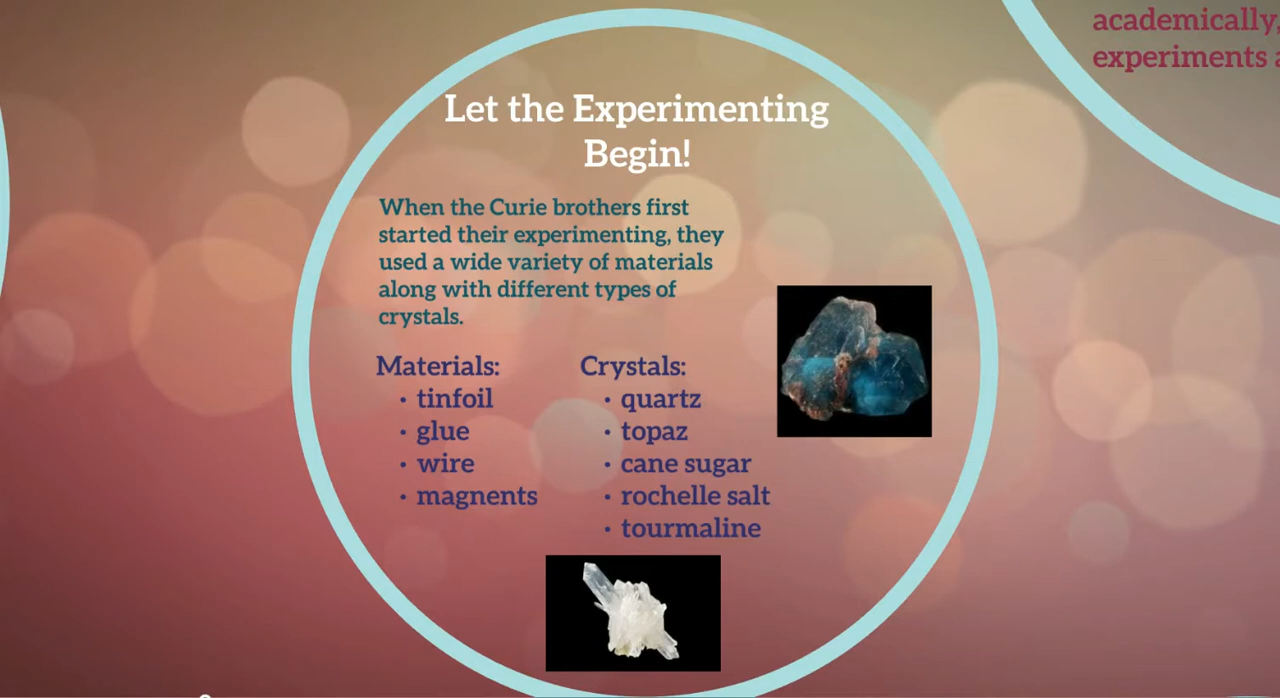 academically,
experiments
Let the Experimenting
Begin!
When the Curie brothers first
started their experimenting, they
used a wide variety of materials
along with different types of
crystals.
Materials:
· tinfoil
· glue
· wire
· magnents
Crystals:
· quartz
· topaz
· cane sugar
· rochelle salt
· tourmaline